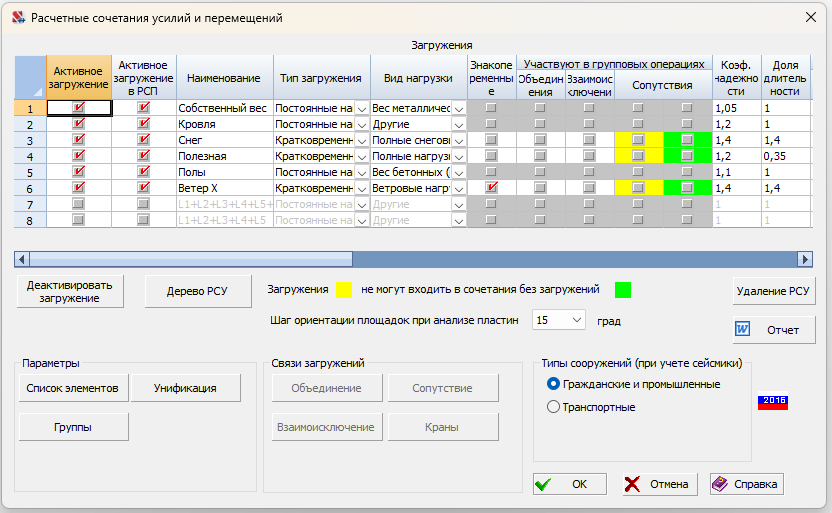 Расчетные сочетания усилий и перемещений
Загружения
Активное загружение Активное загружение в РСП Наименование Тип загружения Вид нагрузки Знакопеременные Участвуют в групповых операциях Объединения Взаимоисключени Сопутствия Коэф. надежности Доля длительности
1 Собственный вес Постоянные на Вес металличес 1,05 1
2 Кровля Постоянные на Другие 1,2 1
3 Снег Кратковременн Полные снегов 1,4 1,4
4 Полезная Кратковременн Полные нагруз 1,2 0,35
5 Полы Постоянные на Вес бетонных ( 1,1 1
6 Ветер X Кратковременн Ветровые нагр 1,4 1,4
7 L1+L2+L3+L4+L5+ Постоянные на Другие 1 1
8 L1+L2+L3+L4+L5 Постоянные на Другие 1 1
Деактивировать загружение
Дерево РСУ
Загружения не могут входить в сочетания без загружений
Удаление РСУ
Шаг ориентации площадок при анализе пластин 15 град
Отчет
Параметры
Список элементов Унификация
Группы
Связи загружений
Объединение Сопутствие
Взаимоисключение Краны
Типы сооружений (при учете сейсмики)
Гражданские и промышленные
Транспортные
2016
OK Отмена Справка